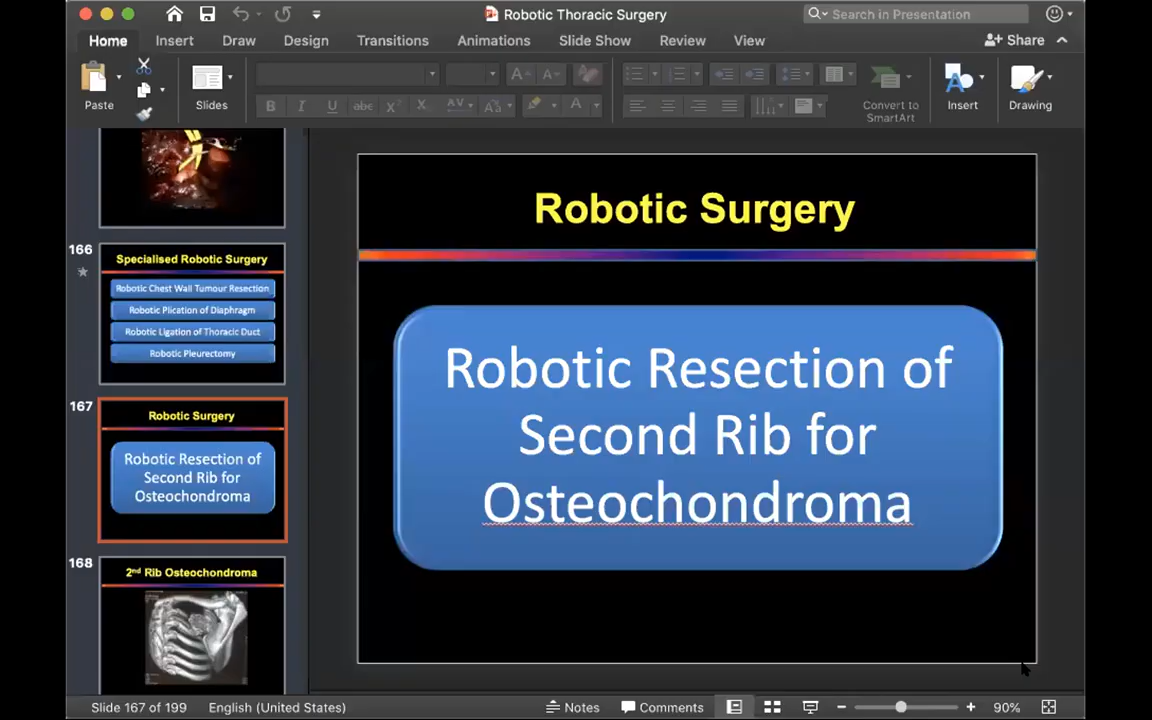 Robotic Thoracic Surgery
Search in Presentation
Home Insert Draw Design Transitions Animations Slide Show Review View Share
Paste
Slides
Convert to
SmartArt
Insert
Drawing
166
Specialised Robotic Surgery
Robotic Chest Wall Tumour Resection
Robotic Plication of Diaphragm
Robotic Ligation of Thoracic Duct
Robotic Pleurectomy
167
Robotic Surgery
Robotic Resection of
Second Rib for
Osteochondroma
168
2nd Rib Osteochondroma
Robotic Surgery
Robotic Resection of
Second Rib for
Osteochondroma
Slide 167 of 199 English (United States) Notes Comments 90%